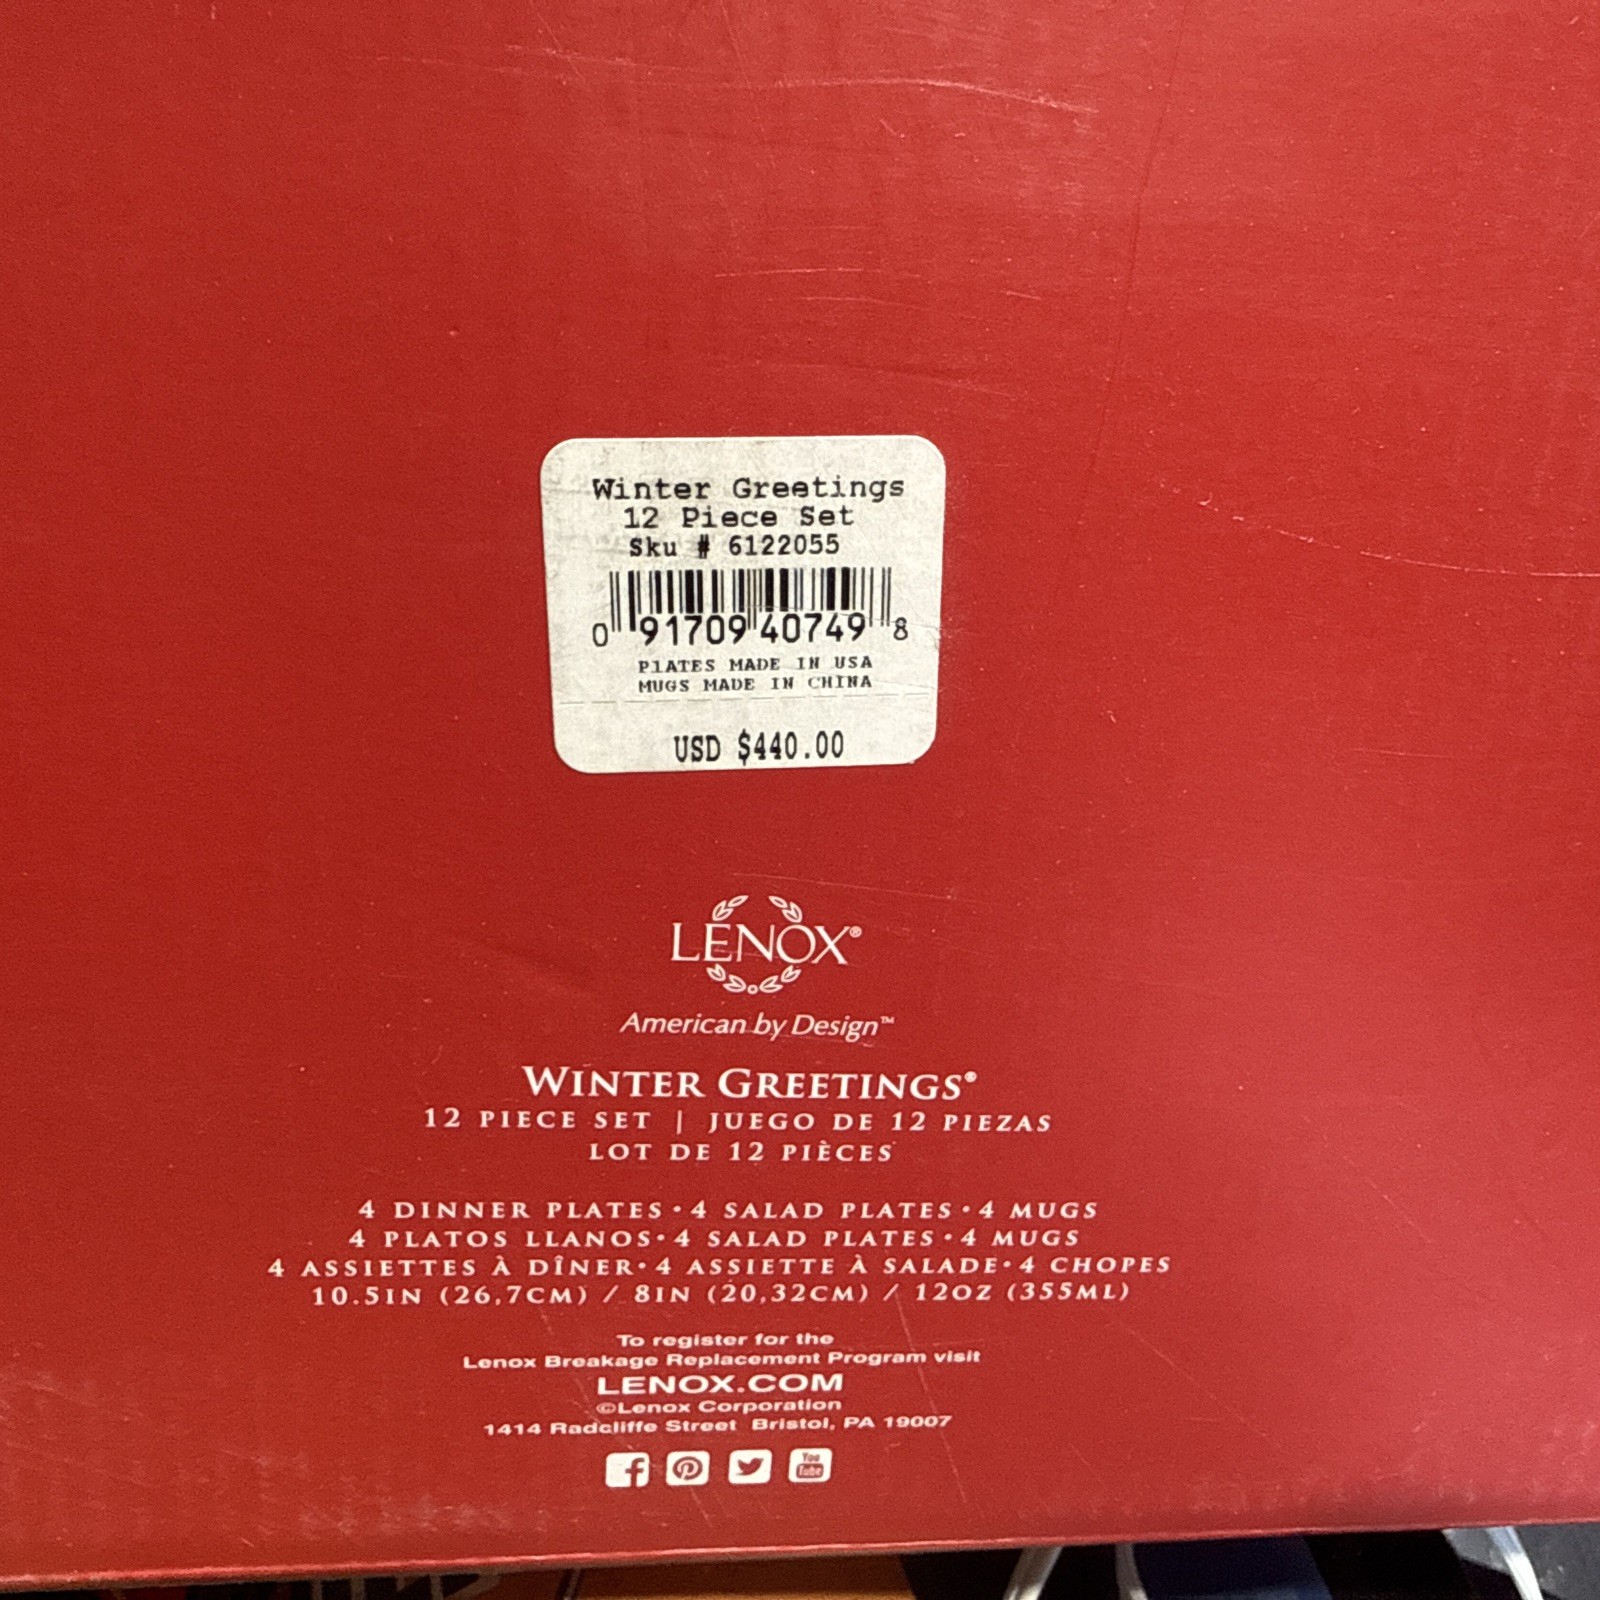 Winter Greetings
12 Piece Set
Sku # 6122055
0 91709 40749 8
P1ATES MADE IN USA
MUGS MADE IN CHINA
USD $440.00
LENOX®
American by Design™
WINTER GREETINGS®
12 PIECE SET | JUEGO DE 12 PIEZAS
LOT DE 12 PIÈCES
4 DINNER PLATES • 4 SALAD PLATES • 4 MUGS
4 PLATOS LLANOS • 4 SALAD PLATES • 4 MUGS
4 ASSIETTES À DÎNER • 4 ASSIETTE À SALADE • 4 CHOPES
10.5IN (26,7CM) / 8IN (20,32CM) / 12OZ (355ML)
To register for the
Lenox Breakage Replacement Program visit
LENOX.COM
©Lenox Corporation
1414 Radcliffe Street Bristol, PA 19007
You Tube